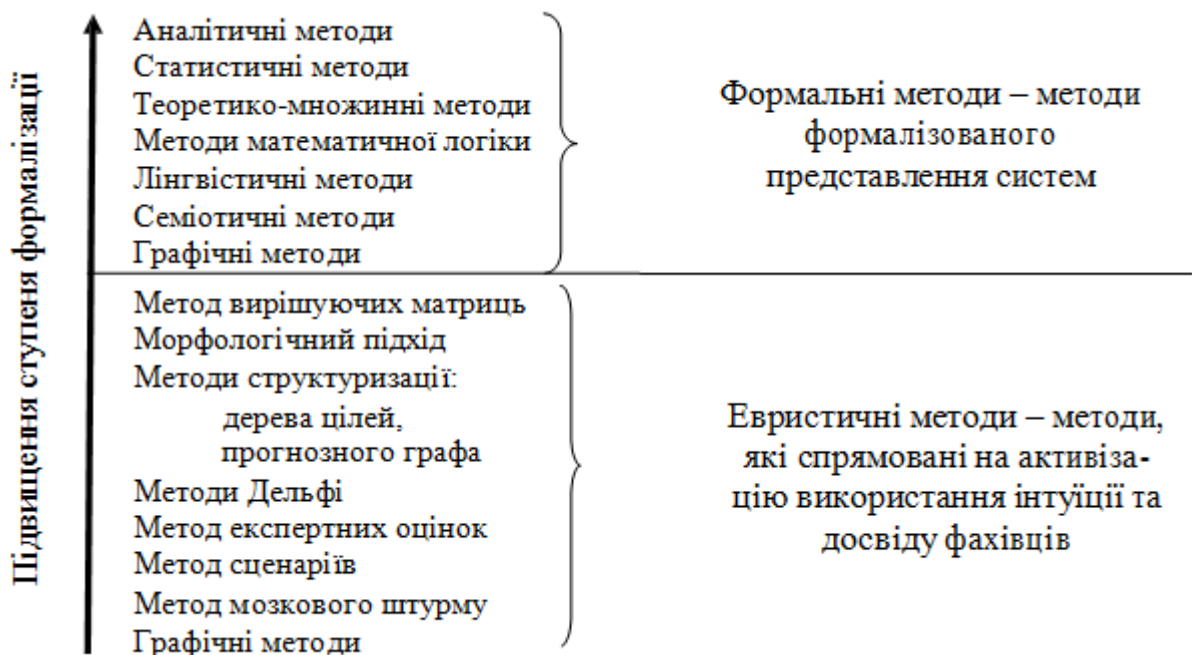 Підвищення ступеня формалізації
Аналітичні методи
Статистичні методи
Теоретико-множинні методи
Методи математичної логіки
Лінгвістичні методи
Семіотичні методи
Графічні методи
Формальні методи – методи
формалізованого
представлення систем
Метод вирішуючих матриць
Морфологічний підхід
Методи структуризації:
дерева цілей,
прогнозного графа
Методи Дельфі
Метод експертних оцінок
Метод сценаріїв
Метод мозкового штурму
Графічні методи
Евристичні методи – методи,
які спрямовані на активіза-
цію використання інтуїції та
досвіду фахівців